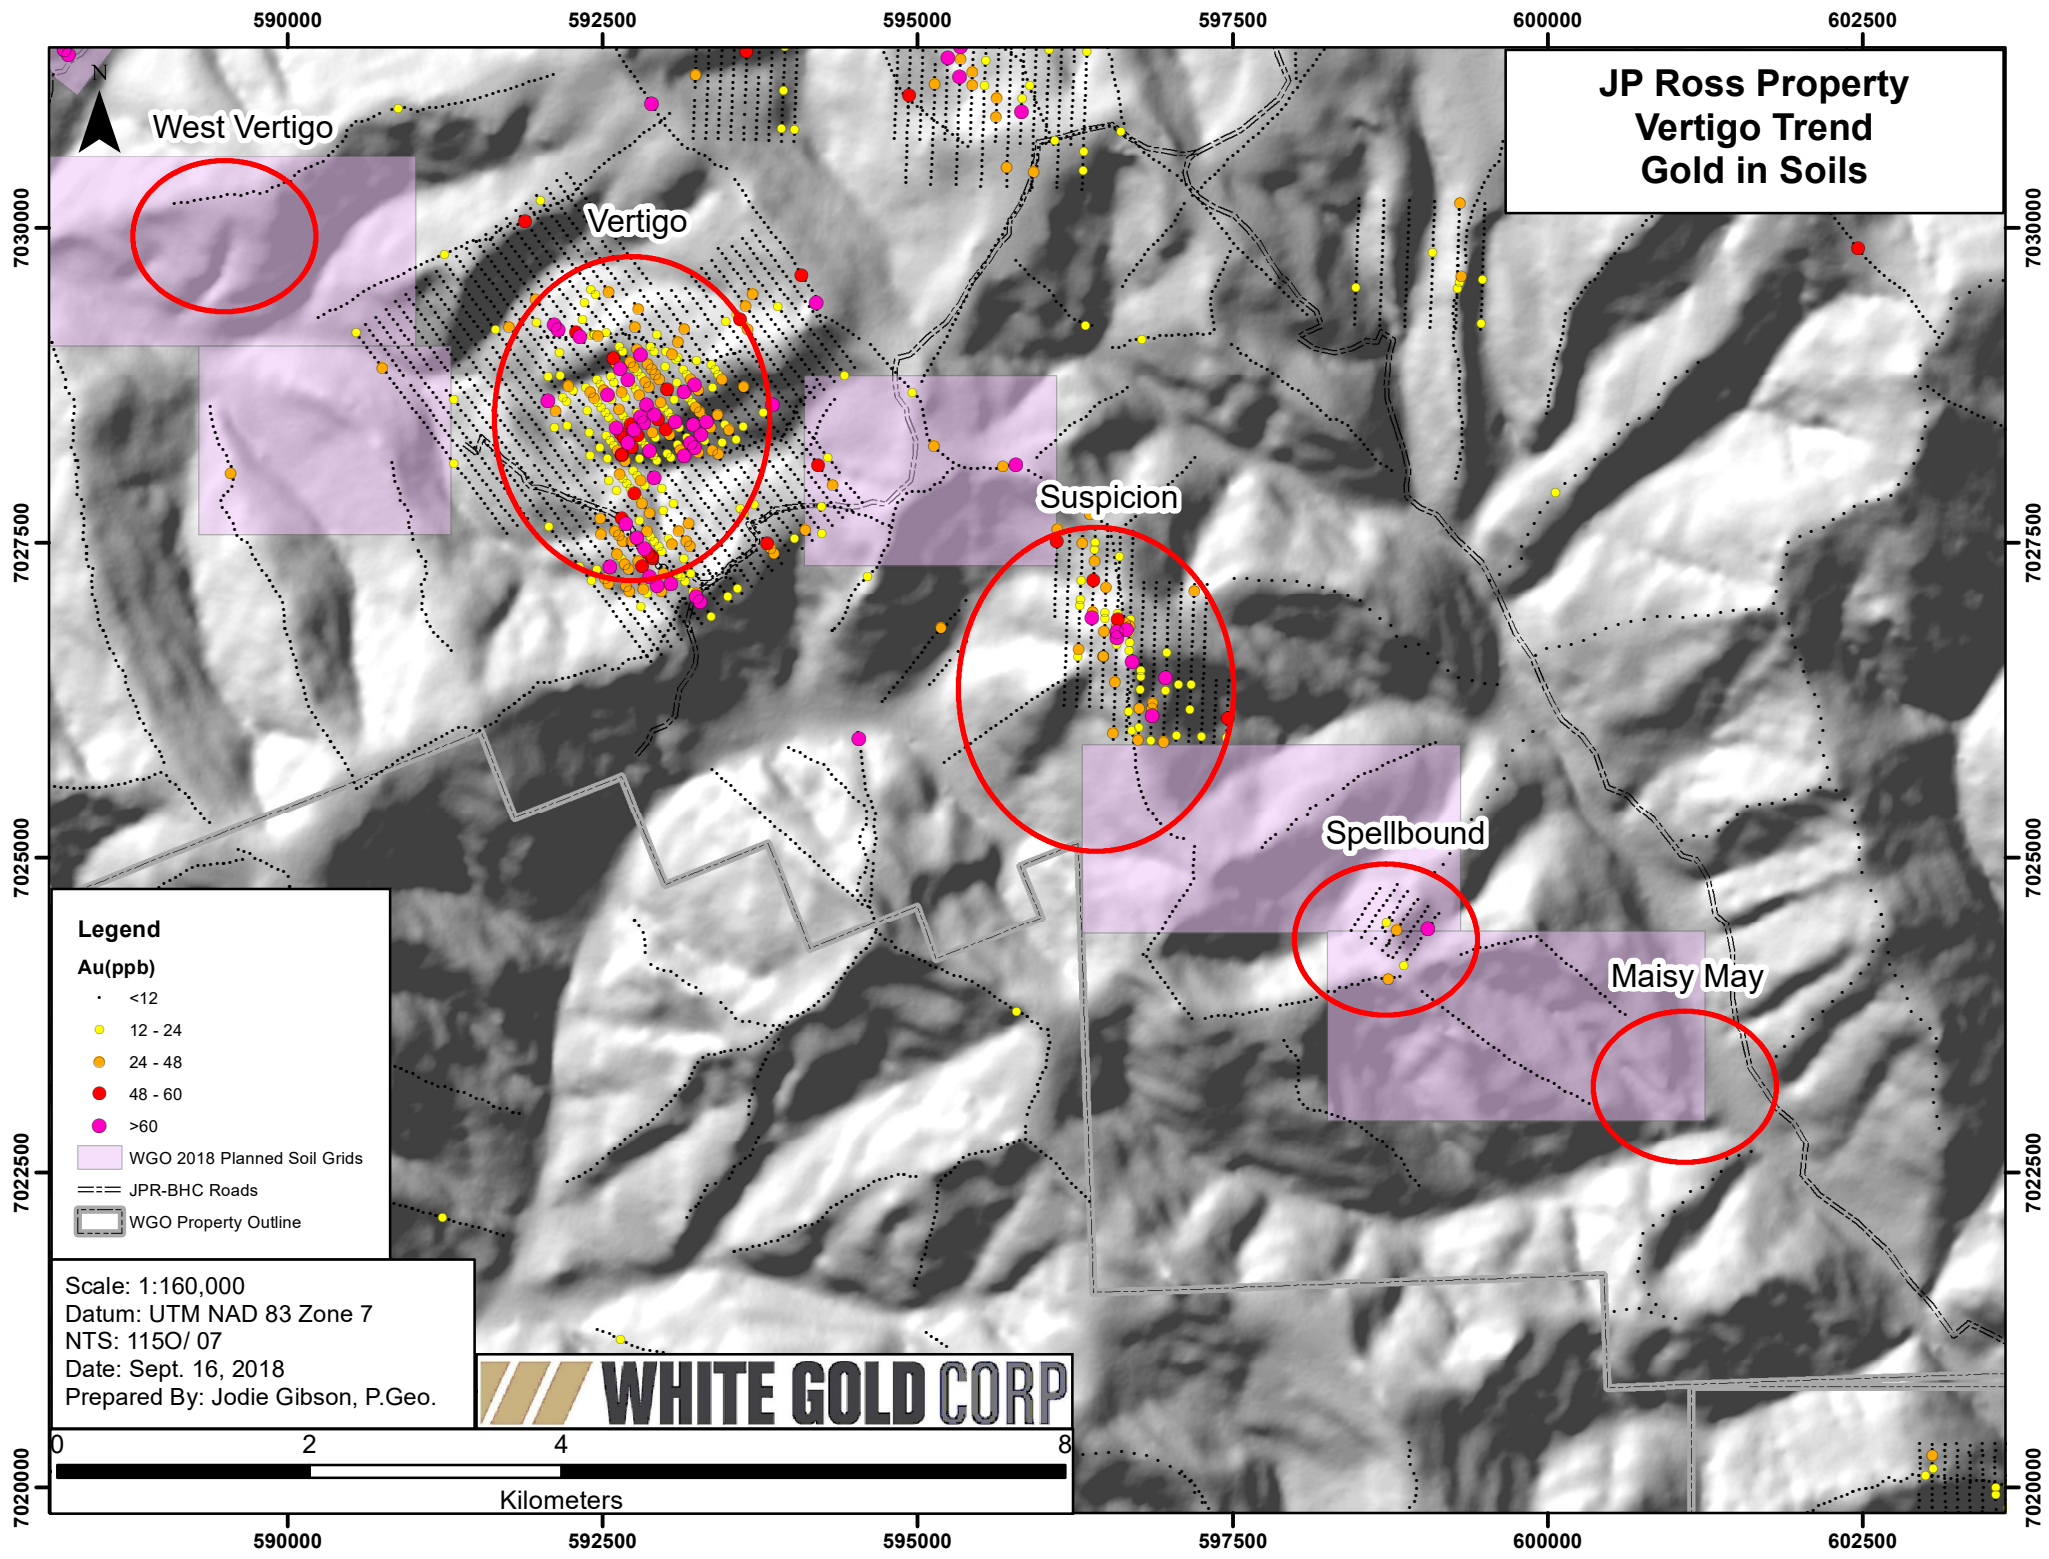 590000 592500 595000 597500 600000 602500
JP Ross Property
Vertigo Trend
Gold in Soils
N
West Vertigo
Vertigo
7030000
7030000
Suspicion
7027500
7027500
Spellbound
7025000
7025000
Maisy May
Legend
Au(ppb)
<12
12 - 24
24 - 48
48 - 60
>60
WGO 2018 Planned Soil Grids
JPR-BHC Roads
WGO Property Outline
7022500
7022500
Scale: 1:160,000
Datum: UTM NAD 83 Zone 7
NTS: 115O/ 07
Date: Sept. 16, 2018
Prepared By: Jodie Gibson, P.Geo.
WHITE GOLD CORP
0 2 4 8
Kilometers
7020000
7020000
590000 592500 595000 597500 600000 602500